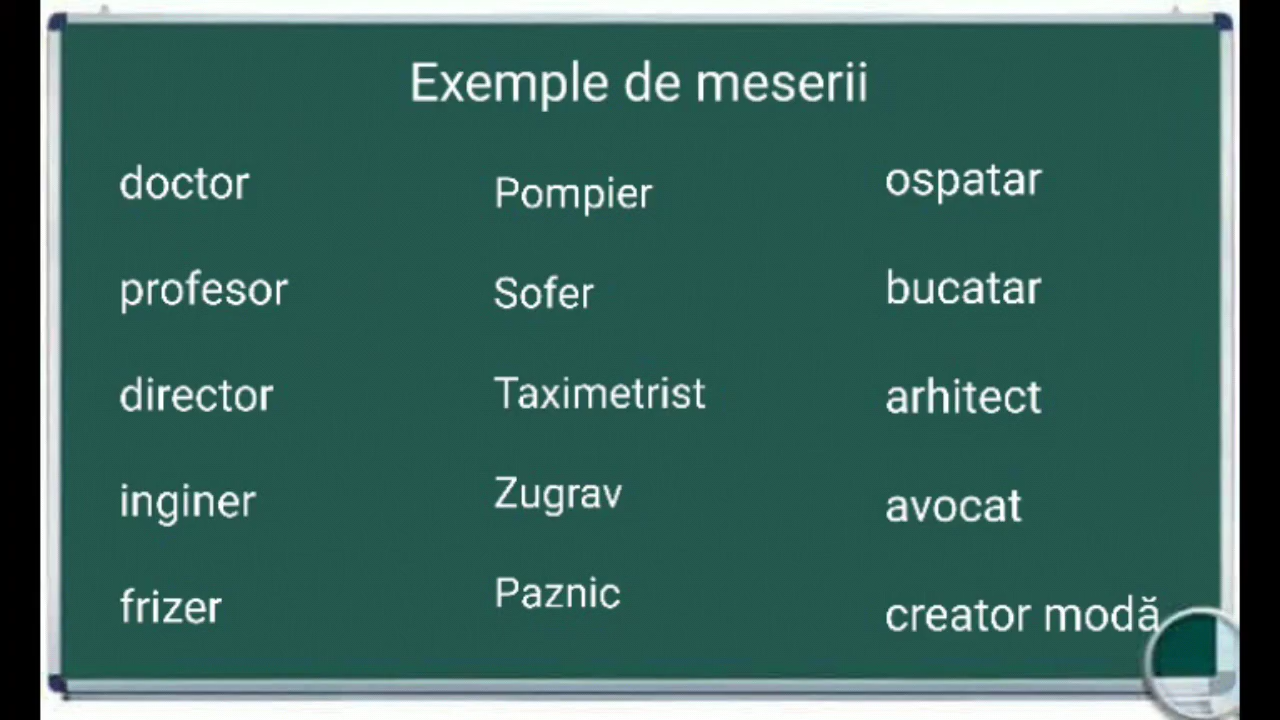 Exemple de meserii
doctor
profesor
director
inginer
frizer
Pompier
Sofer
Taximetrist
Zugrav
Paznic
ospatar
bucatar
arhitect
avocat
creator modă